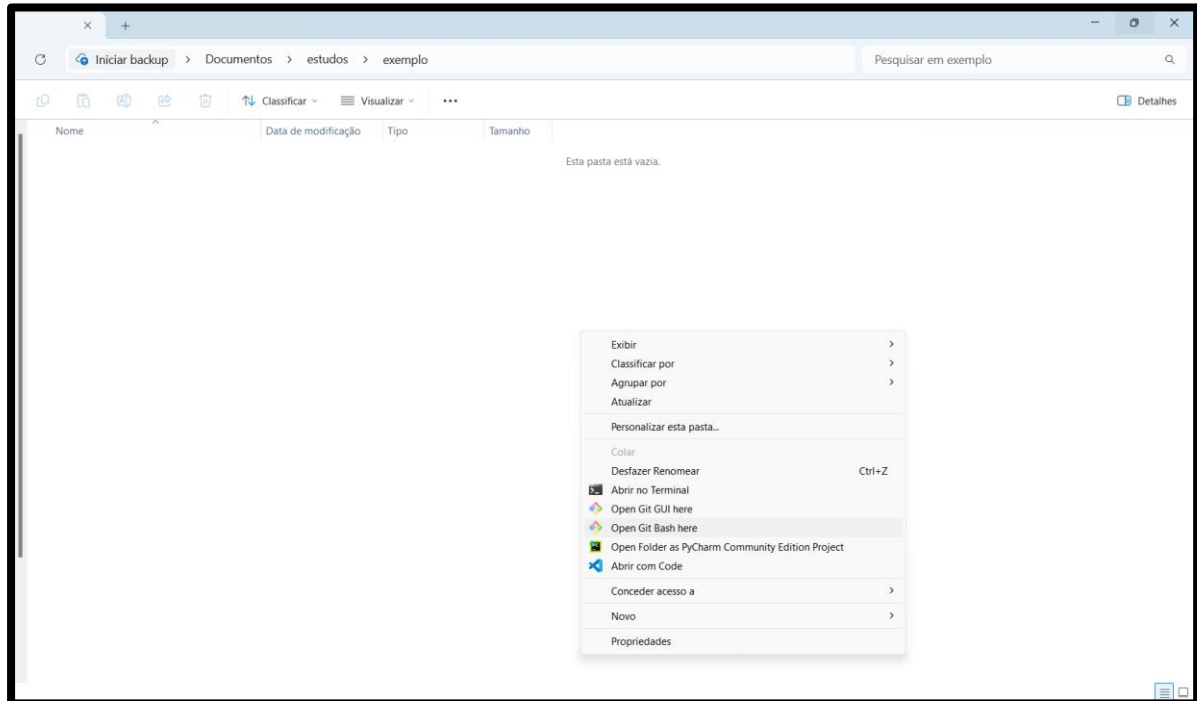 Iniciar backup > Documentos > estudos > exemplo
Pesquisar em exemplo
Classificar
Visualizar
Detalhes
Nome
Data de modificação
Tipo
Tamanho
Esta pasta está vazia.
Exibir
Classificar por
Agrupar por
Atualizar
Personalizar esta pasta...
Colar
Desfazer Renomear Ctrl+Z
Abrir no Terminal
Open Git GUI here
Open Git Bash here
Open Folder as PyCharm Community Edition Project
Abrir com Code
Conceder acesso a
Novo
Propriedades